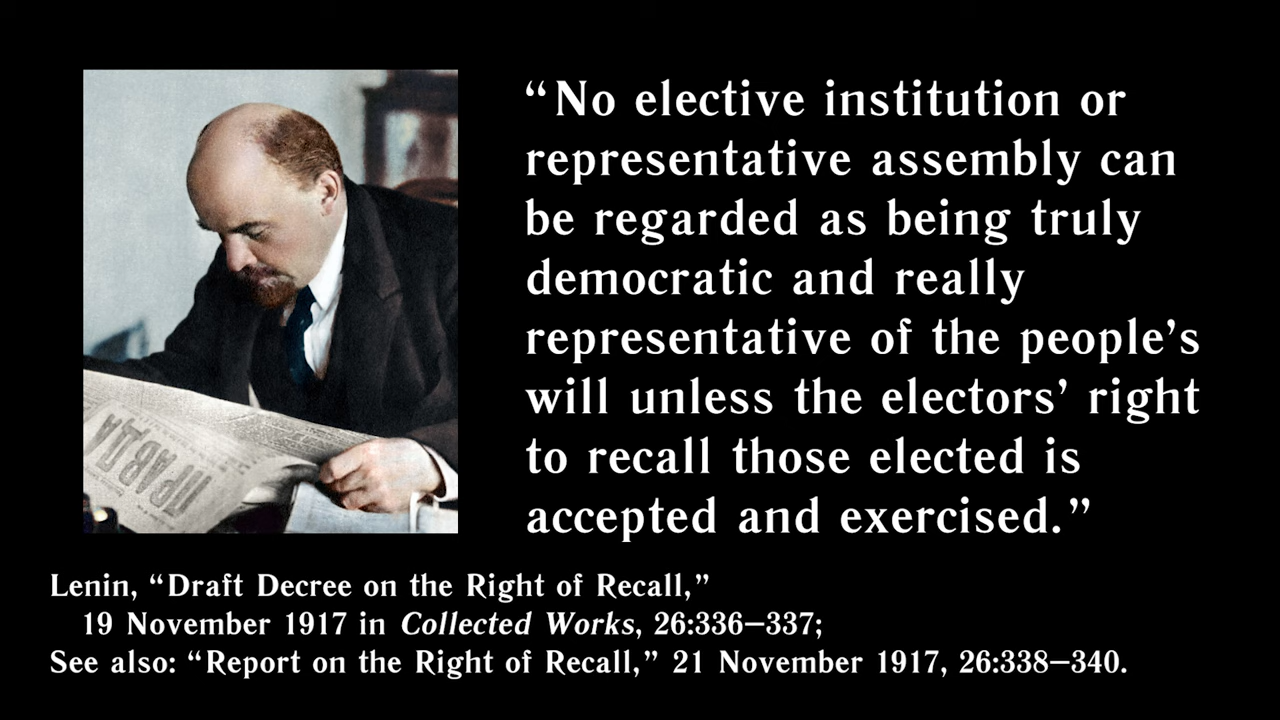 “No elective institution or
representative assembly can
be regarded as being truly
democratic and really
representative of the people’s
will unless the electors’ right
to recall those elected is
accepted and exercised.”
ПРАВДА
Lenin, “Draft Decree on the Right of Recall,”
19 November 1917 in Collected Works, 26:336–337;
See also: “Report on the Right of Recall,” 21 November 1917, 26:338–340.